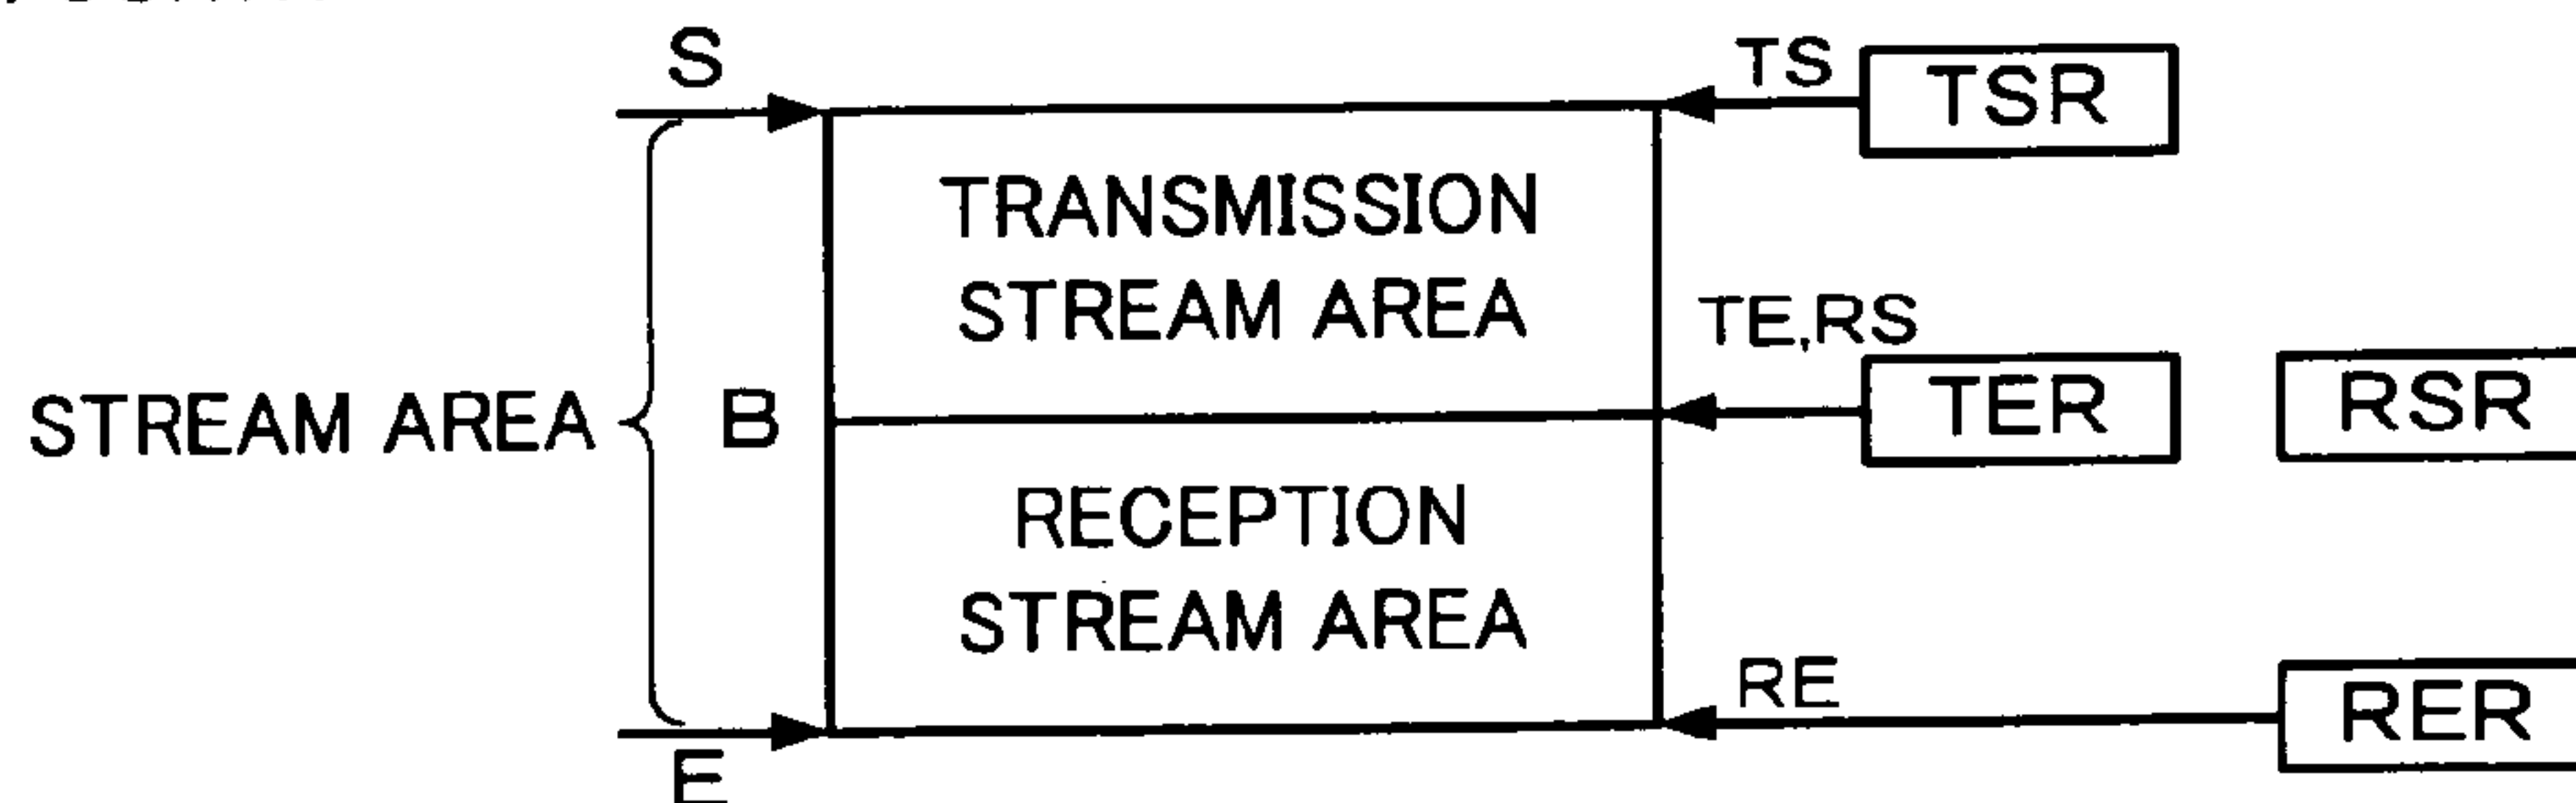 S
TS
TSR
TRANSMISSION
STREAM AREA
TE,RS
TER
RSR
STREAM AREA
B
RECEPTION
STREAM AREA
RE
RER
E